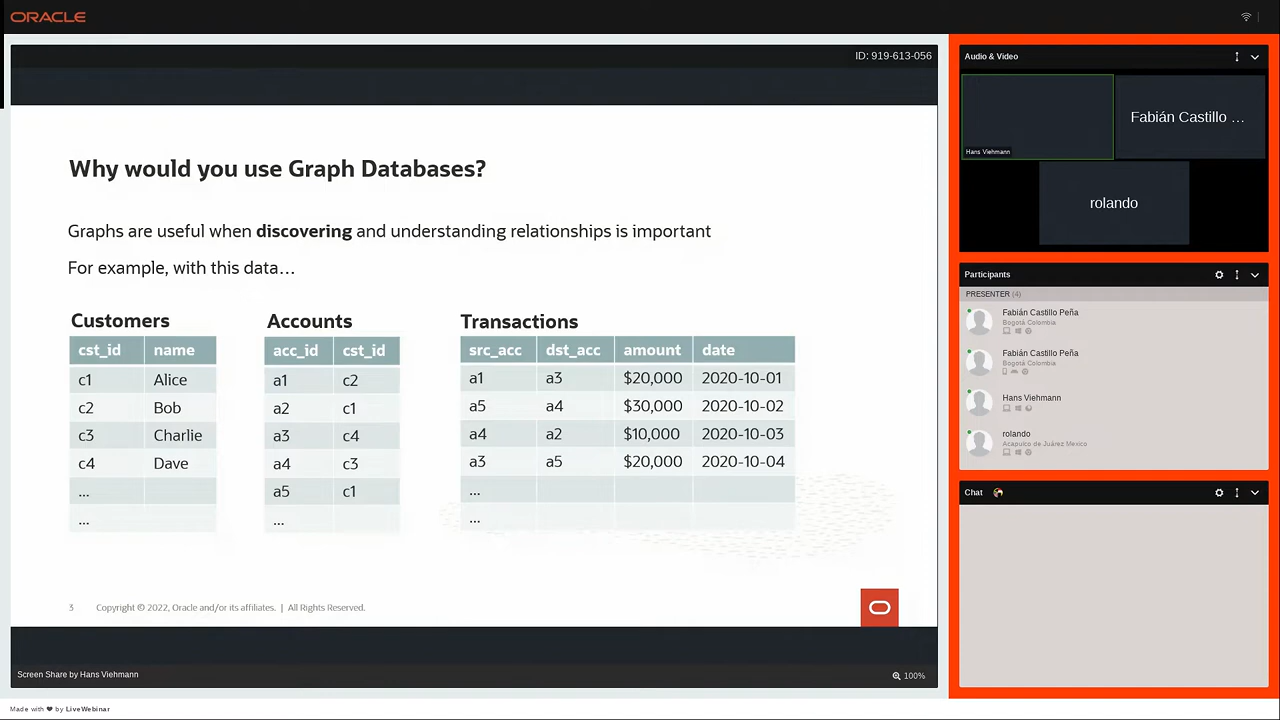 ORACLE
ID: 919-613-056
Why would you use Graph Databases?
Graphs are useful when discovering and understanding relationships is important
For example, with this data…
Customers
cst_id name
c1 Alice
c2 Bob
c3 Charlie
c4 Dave
...
...
Accounts
acc_id cst_id
a1 c2
a2 c1
a3 c4
a4 c3
a5 c1
...
Transactions
src_acc dst_acc amount date
a1 a3 $20,000 2020-10-01
a5 a4 $30,000 2020-10-02
a4 a2 $10,000 2020-10-03
a3 a5 $20,000 2020-10-04
...
...
3 Copyright © 2022, Oracle and/or its affiliates. | All Rights Reserved.
Screen Share by Hans Viehmann
100%
Made with ❤ by LiveWebinar
Audio & Video
Hans Viehmann
Fabián Castillo …
rolando
Participants
PRESENTER (4)
Fabián Castillo Peña
Bogotá Colombia
Fabián Castillo Peña
Bogotá Colombia
Hans Viehmann
rolando
Acapulco de Juárez Mexico
Chat